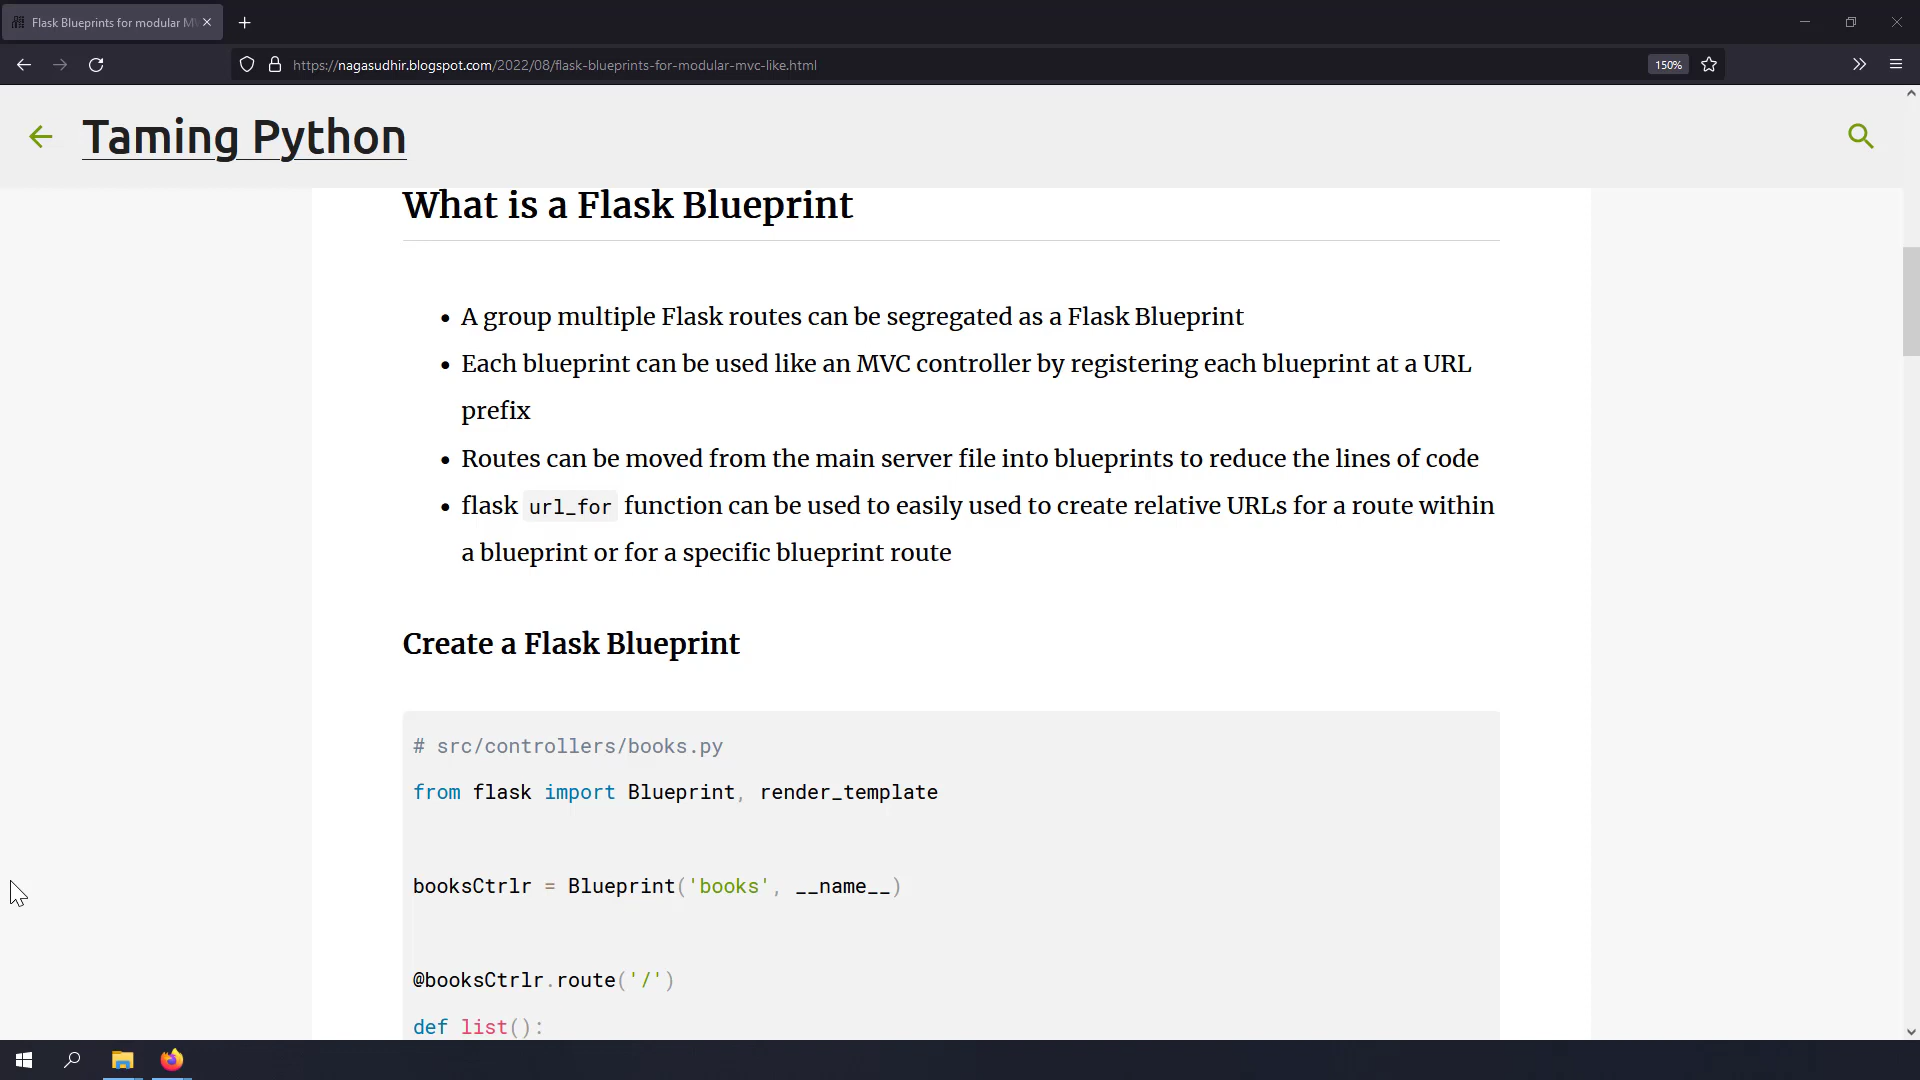 Flask Blueprints for modular M
https://nagasudhir.blogspot.com/2022/08/flask-blueprints-for-modular-mvc-like.html
150%
Taming Python
What is a Flask Blueprint
• A group multiple Flask routes can be segregated as a Flask Blueprint
• Each blueprint can be used like an MVC controller by registering each blueprint at a URL
prefix
• Routes can be moved from the main server file into blueprints to reduce the lines of code
• flask url_for function can be used to easily used to create relative URLs for a route within
a blueprint or for a specific blueprint route
Create a Flask Blueprint
# src/controllers/books.py
from flask import Blueprint, render_template
booksCtrlr = Blueprint('books', __name__)
@booksCtrlr.route('/')
def list():